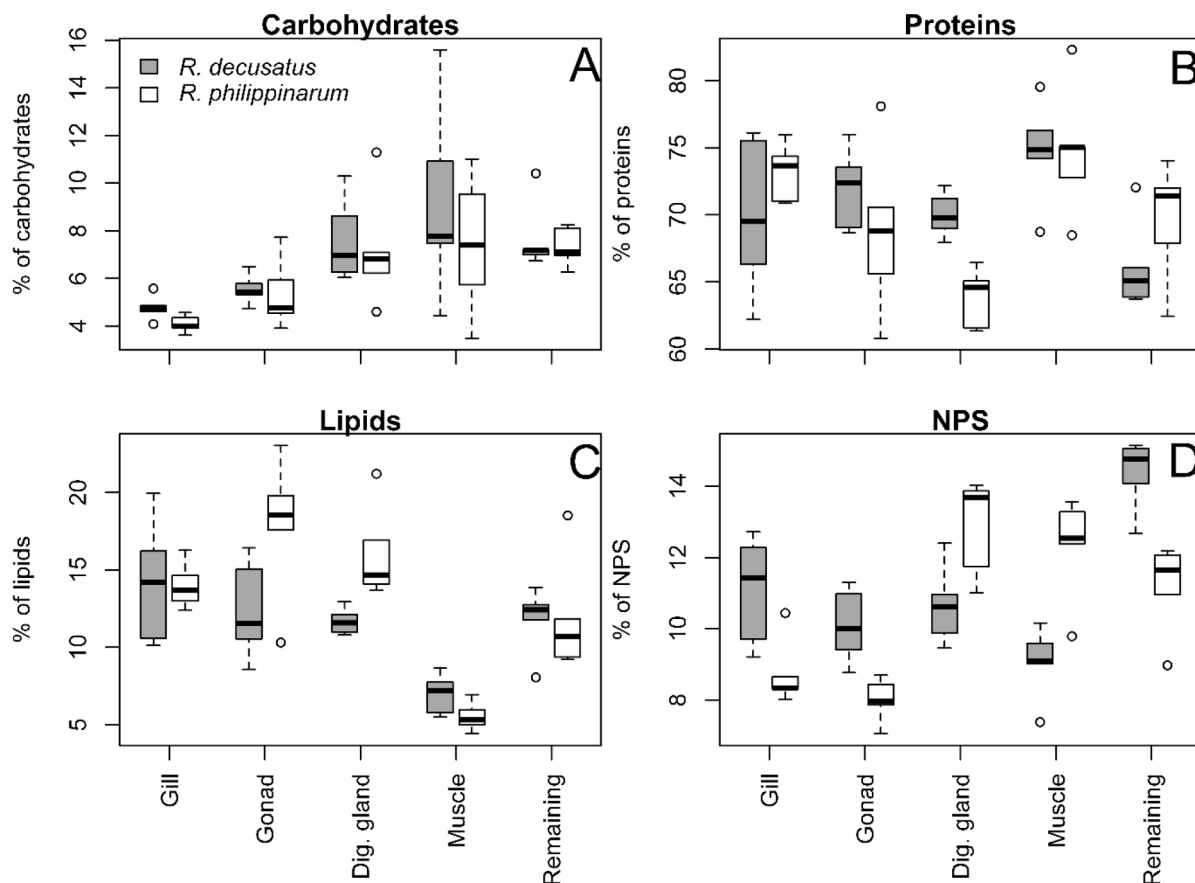 Carbohydrates
A
R. decusatus
R. philippinarum
% of carbohydrates
16
14
12
10
8
6
4
Proteins
B
% of proteins
80
75
70
65
60
Lipids
C
% of lipids
20
15
10
5
Gill
Gonad
Dig. gland
Muscle
Remaining
NPS
D
% of NPS
14
12
10
8
Gill
Gonad
Dig. gland
Muscle
Remaining